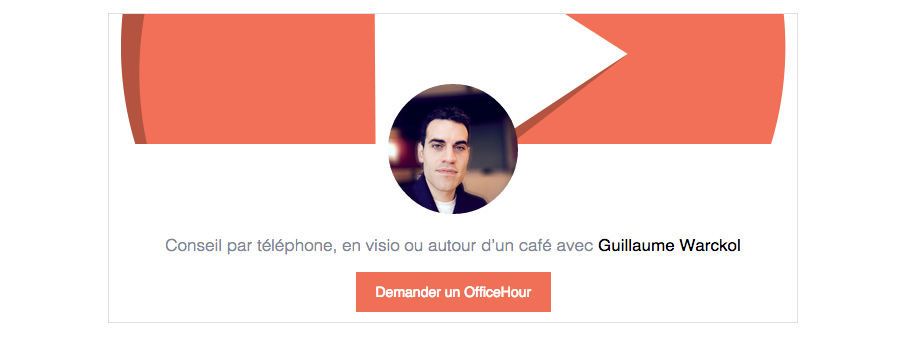 Conseil par téléphone, en visio ou autour d'un café avec Guillaume Warckol
Demander un OfficeHour